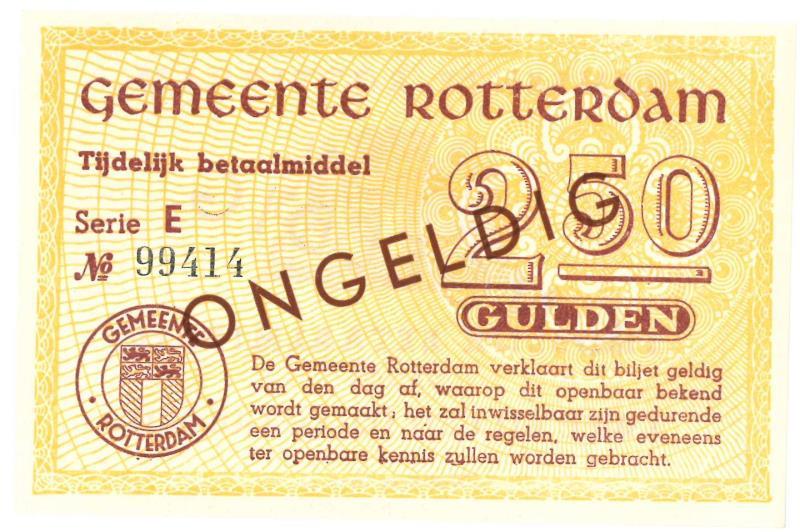 GEMEENTE ROTTERDAM
Tijdelijk betaalmiddel
Serie E
№ 99414
2 50
GULDEN
ONGELDIG
GEMEENTE
ROTTERDAM
De Gemeente Rotterdam verklaart dit biljet geldig
van den dag af, waarop dit openbaar bekend
wordt gemaakt; het zal inwisselbaar zijn gedurende
een periode en naar de regelen, welke eveneens
ter openbare kennis zullen worden gebracht.